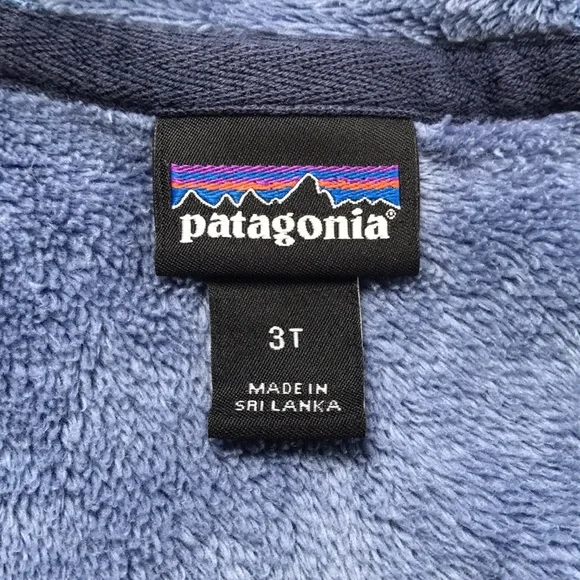 patagonia®
3T
MADE IN
SRI LANKA